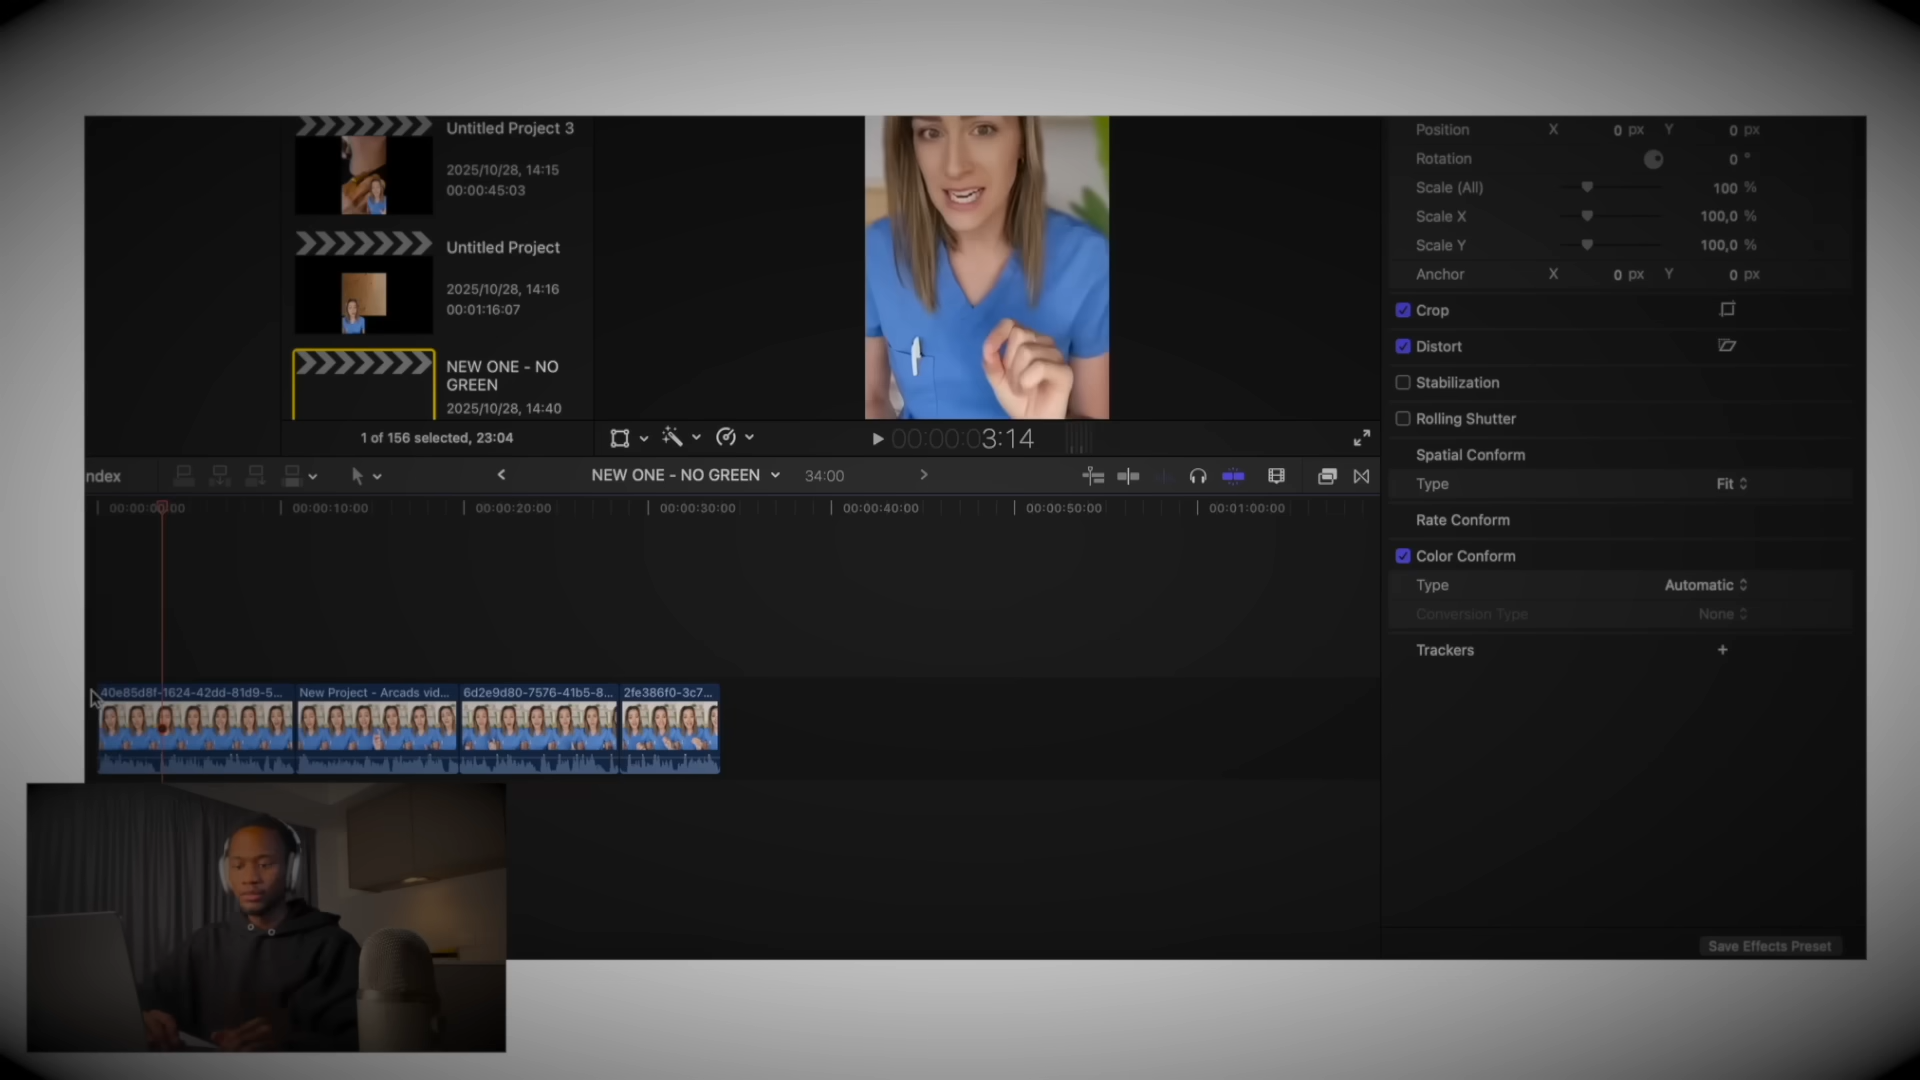 Untitled Project 3
2025/10/28, 14:15
00:00:45:03
Untitled Project
2025/10/28, 14:16
00:01:16:07
NEW ONE - NO
GREEN
2025/10/28, 14:40
1 of 156 selected, 23:04
00:00:03:14
Position X 0 px Y 0 px
Rotation 0 °
Scale (All) 100 %
Scale X 100,0 %
Scale Y 100,0 %
Anchor X 0 px Y 0 px
Crop
Distort
Stabilization
Rolling Shutter
Spatial Conform
Type Fit
Rate Conform
Color Conform
Type Automatic
Conversion Type None
Trackers +
Save Effects Preset
ndex
NEW ONE - NO GREEN 34:00
00:00:00:00 00:00:10:00 00:00:20:00 00:00:30:00 00:00:40:00 00:00:50:00 00:01:00:00
40e85d8f-1624-42dd-81d9-5... New Project - Arcads vid... 6d2e9d80-7576-41b5-8... 2fe386f0-3c7...